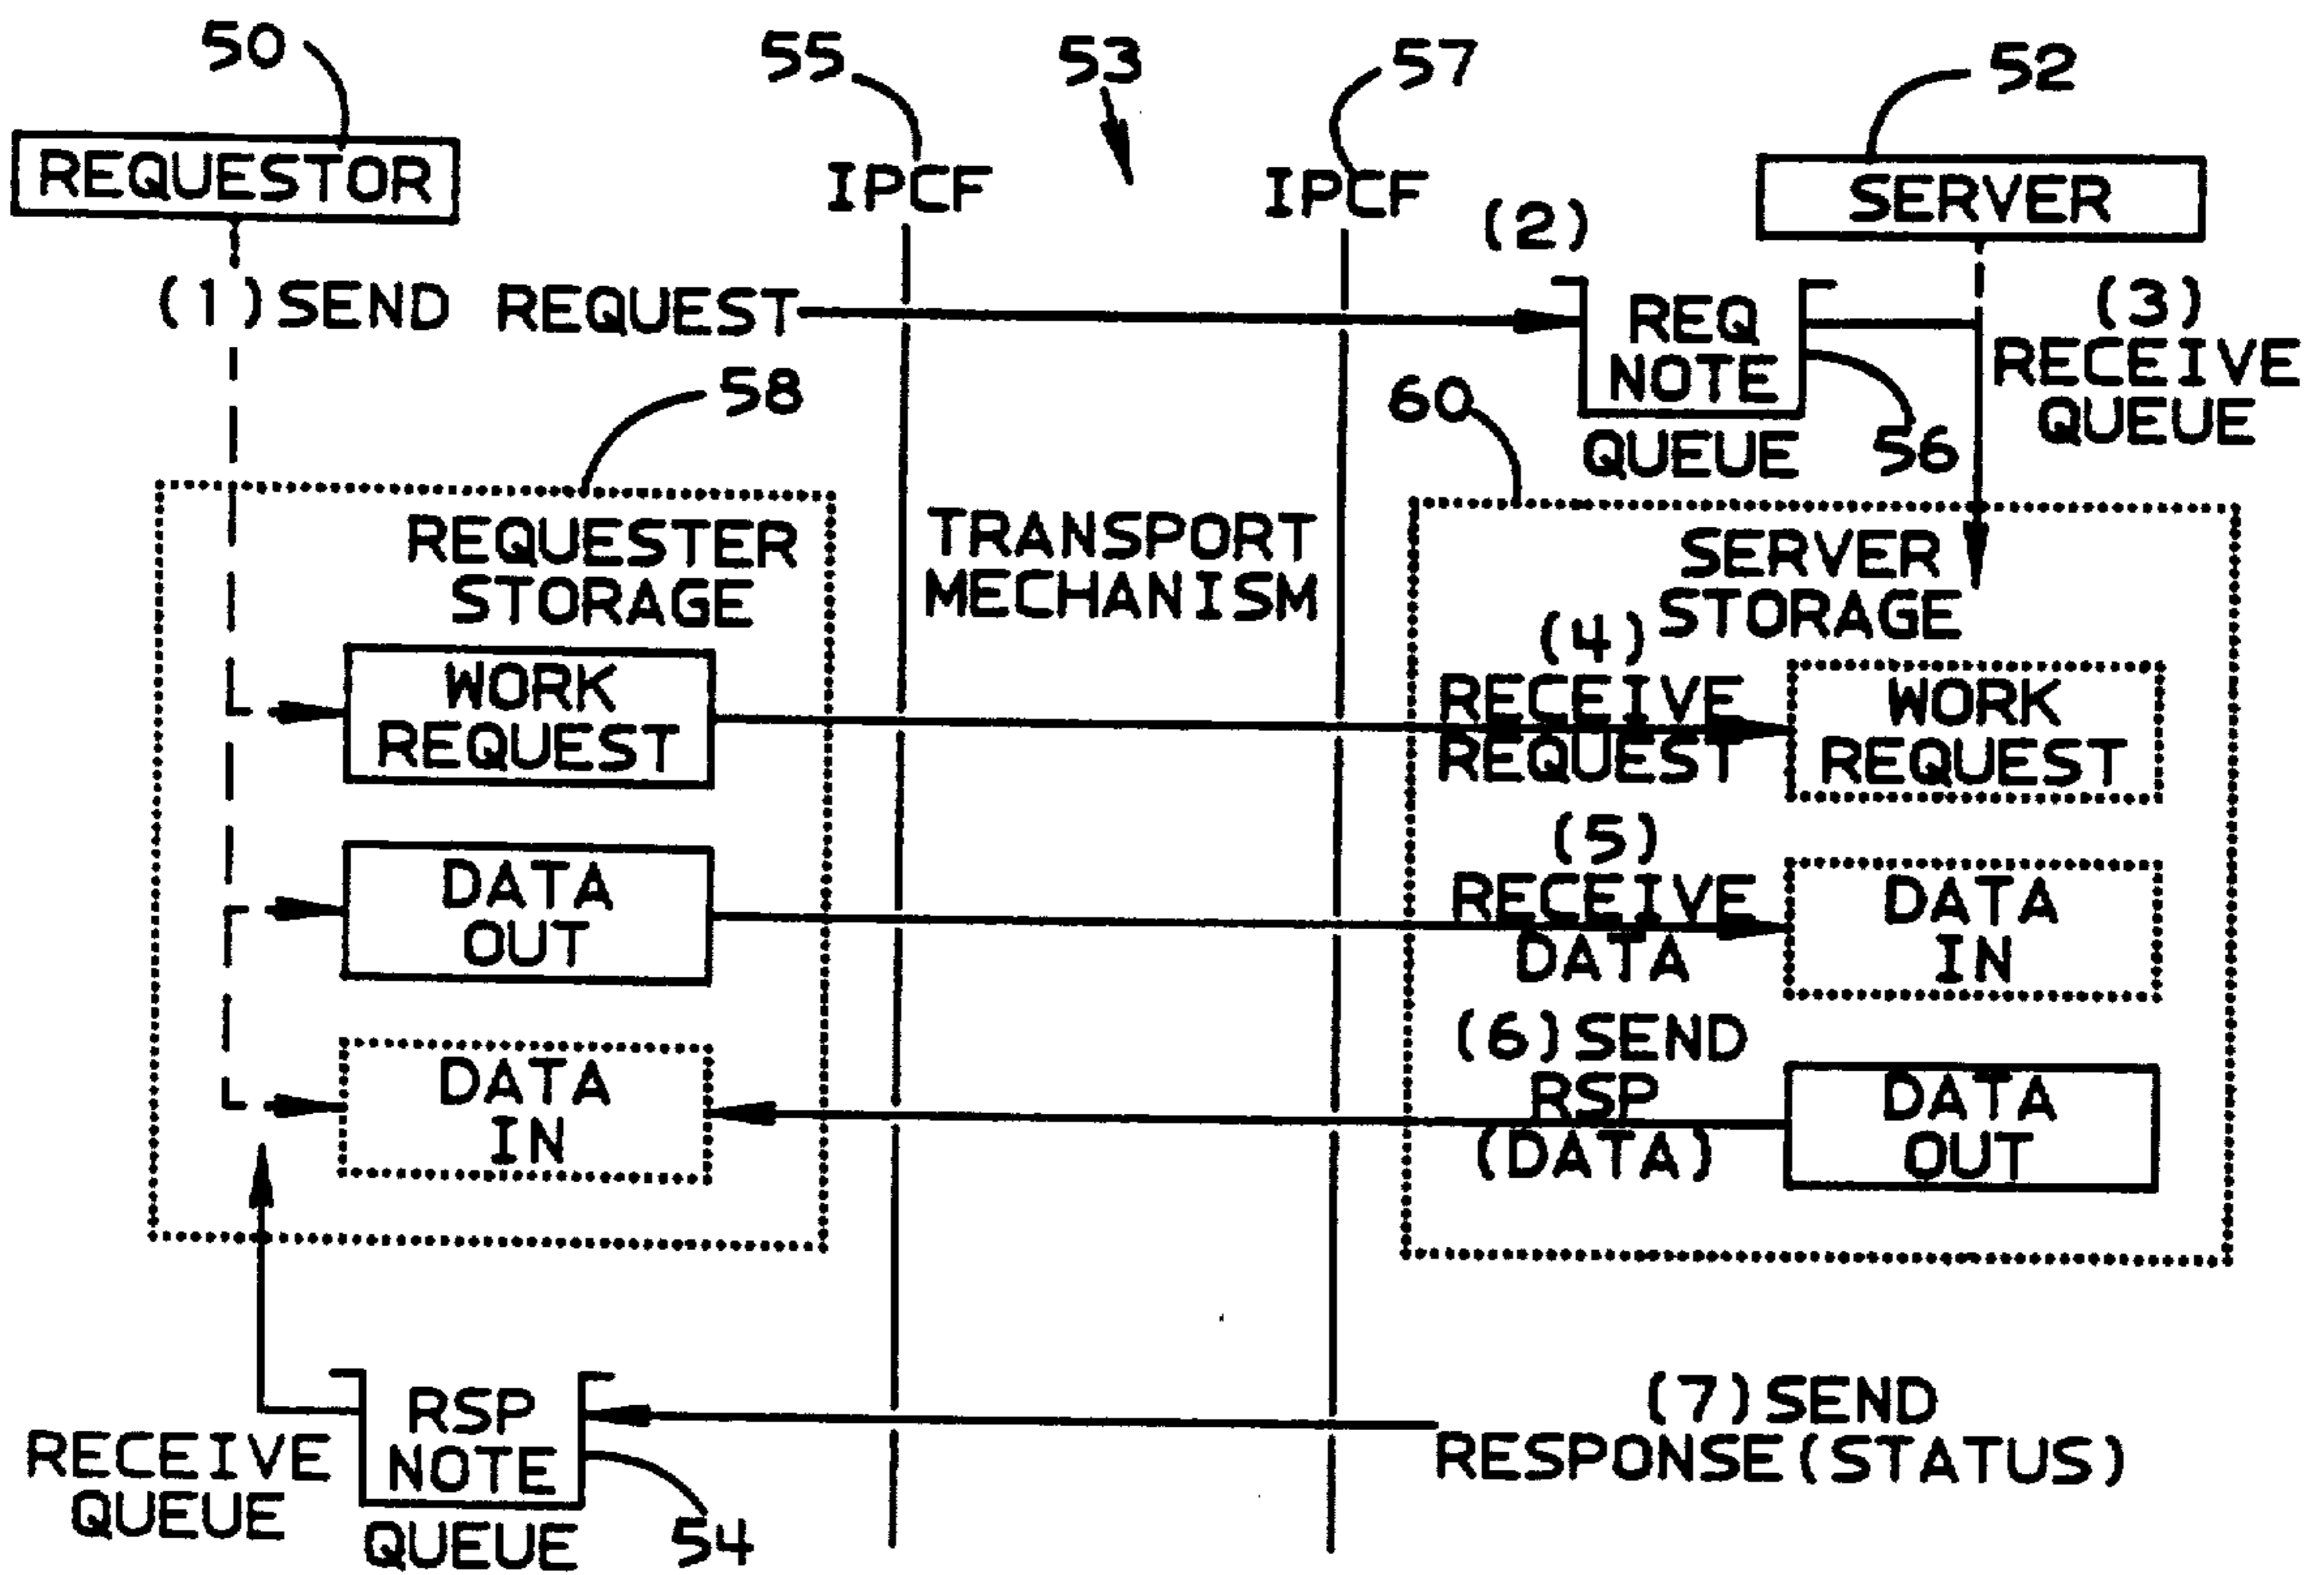 50
55
53
57
52
REQUESTOR
IPCF
IPCF
SERVER
(2)
(1) SEND REQUEST
REQ
NOTE
QUEUE
56
(3)
RECEIVE
QUEUE
58
60
REQUESTER
STORAGE
TRANSPORT
MECHANISM
SERVER
STORAGE
WORK
REQUEST
(4)
RECEIVE
REQUEST
WORK
REQUEST
DATA
OUT
(5)
RECEIVE
DATA
DATA
IN
DATA
IN
(6) SEND
RSP
(DATA)
DATA
OUT
RECEIVE
QUEUE
RSP
NOTE
QUEUE
54
(7) SEND
RESPONSE (STATUS)